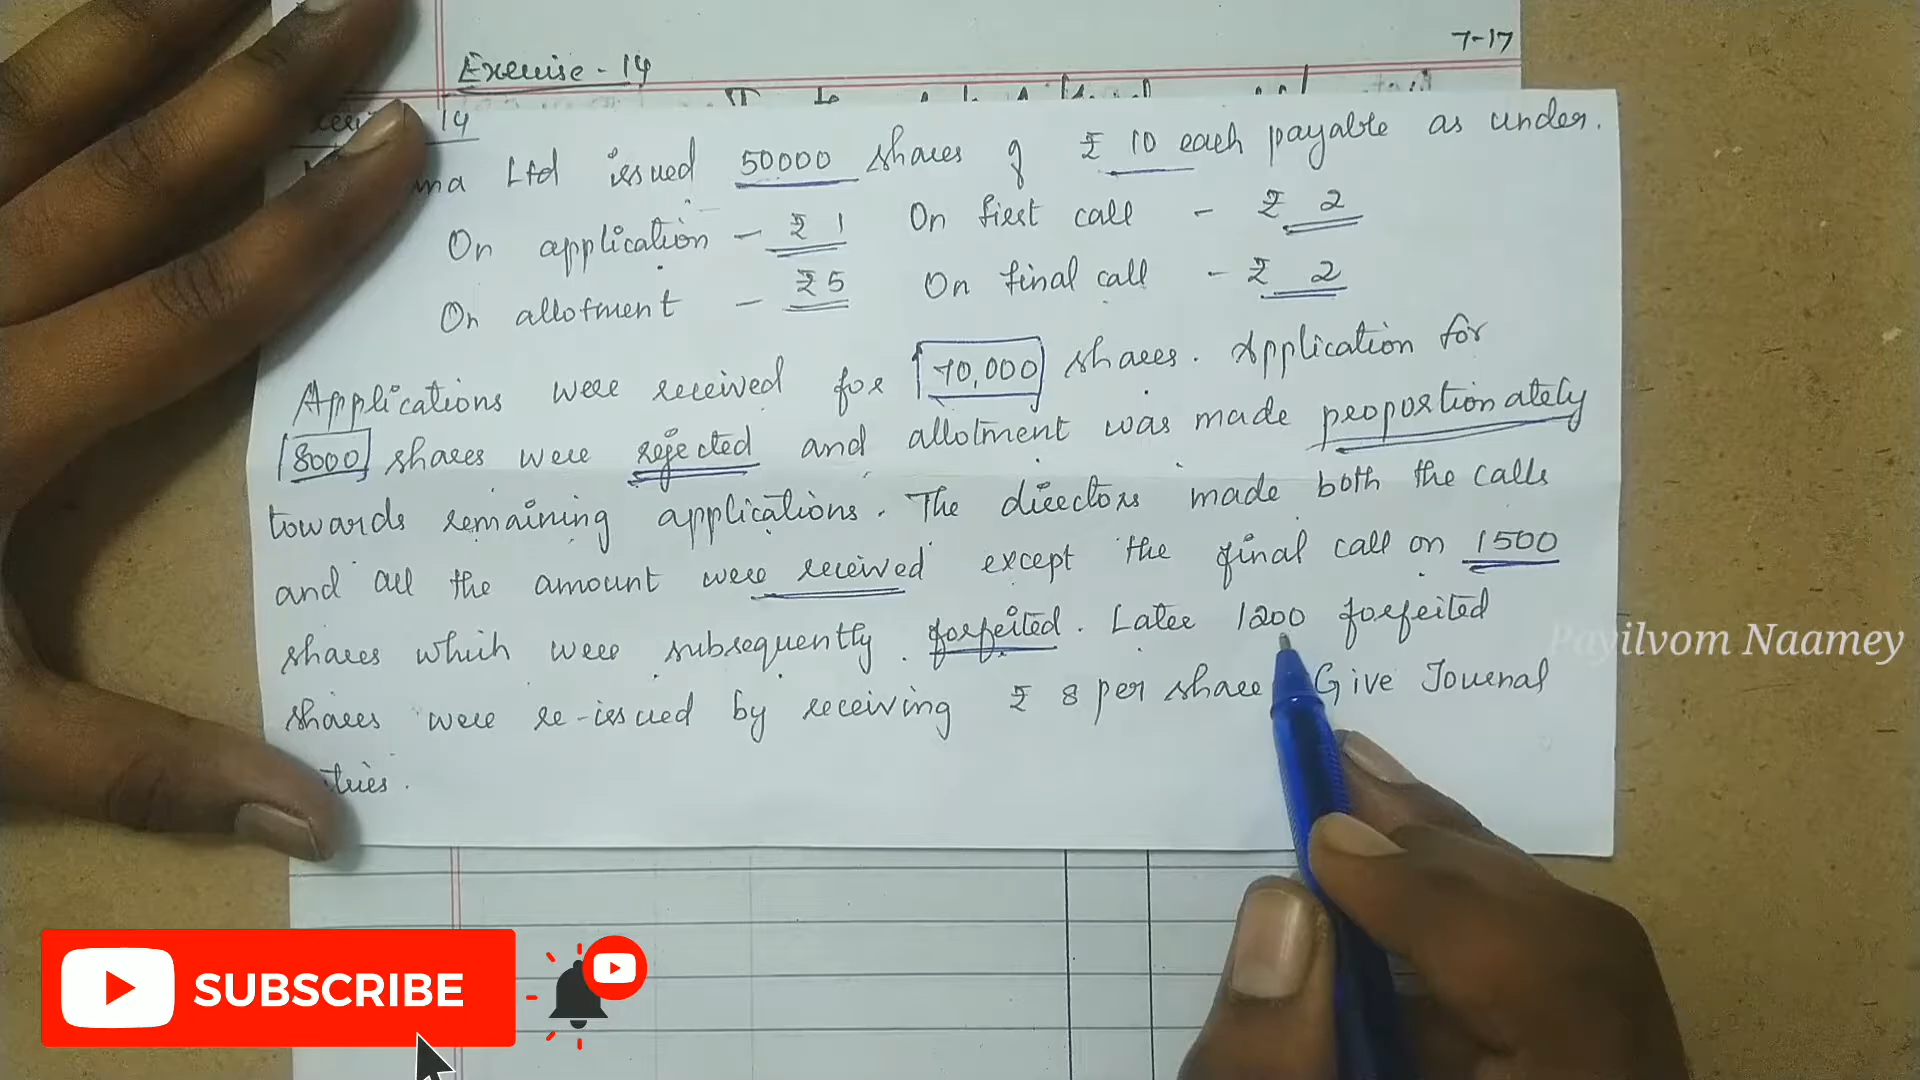 7-17
Exercise - 14
14
Ltd issued 50000 shares of ₹ 10 each payable as under.
On application - ₹ 1 On first call - ₹ 2
On allotment - ₹5 On final call - ₹ 2
Applications were received for 70,000 shares. Application for
8000 shares were rejected and allotment was made proportionately
towards remaining applications. The directors made both the calls
and all the amount were received except the final call on 1500
shares which were subsequently forfeited. Later 1200 forfeited
shares were re-issued by receiving ₹ 8 per share Give Journal
tries.
Payilvom Naamey
SUBSCRIBE